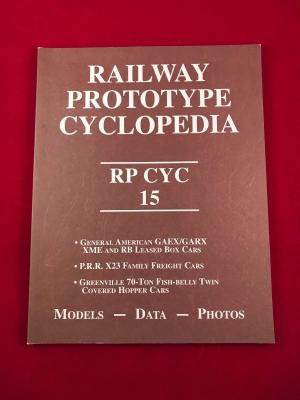 RAILWAY
PROTOTYPE
CYCLOPEDIA
RP CYC
15
• GENERAL AMERICAN GAEX/GARX
XME AND RB LEASED BOX CARS
• P.R.R. X23 FAMILY FREIGHT CARS
• GREENVILLE 70-TON FISH-BELLY TWIN
COVERED HOPPER CARS
MODELS — DATA — PHOTOS